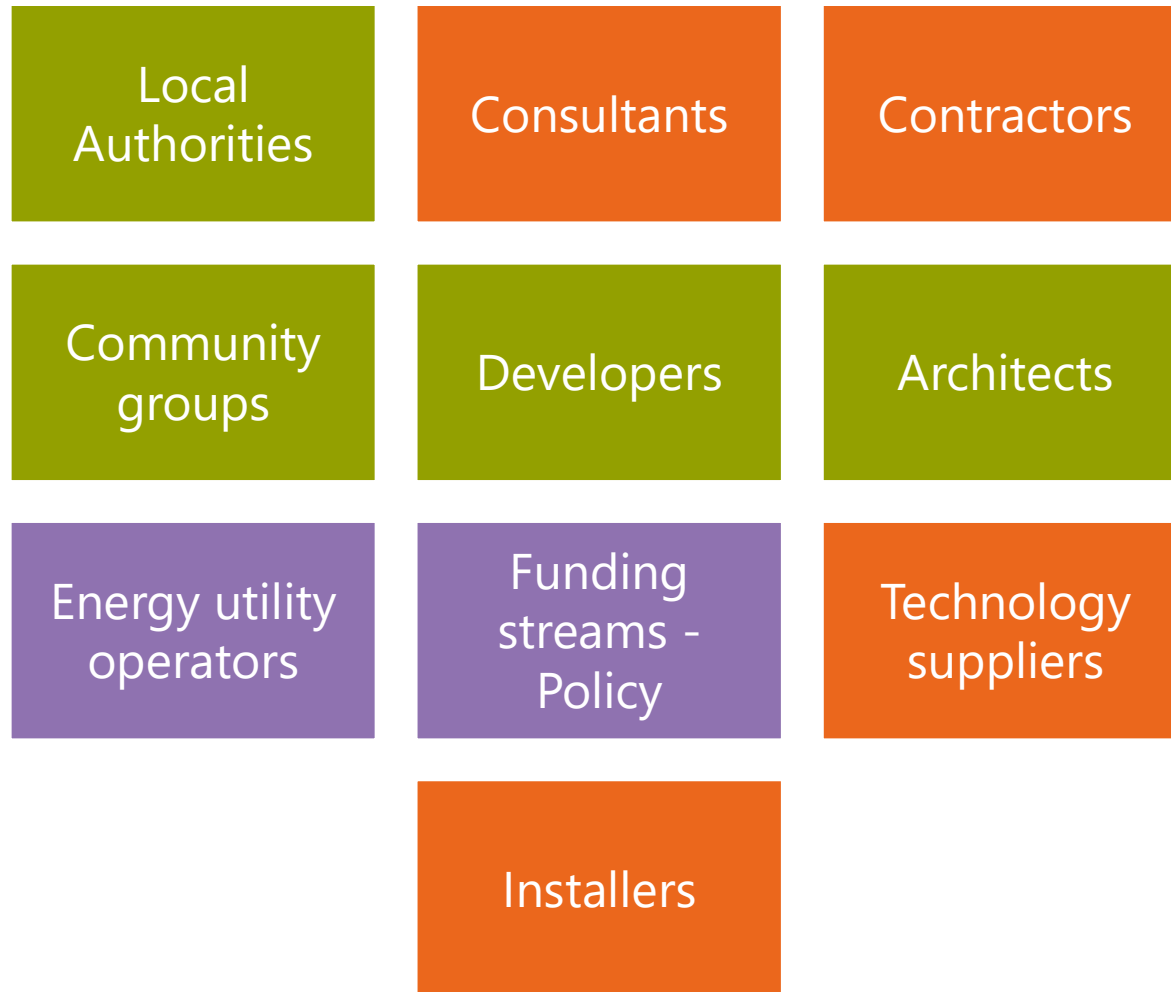 Local
Authorities
Consultants
Contractors
Community
groups
Developers
Architects
Energy utility
operators
Funding
streams -
Policy
Technology
suppliers
Installers